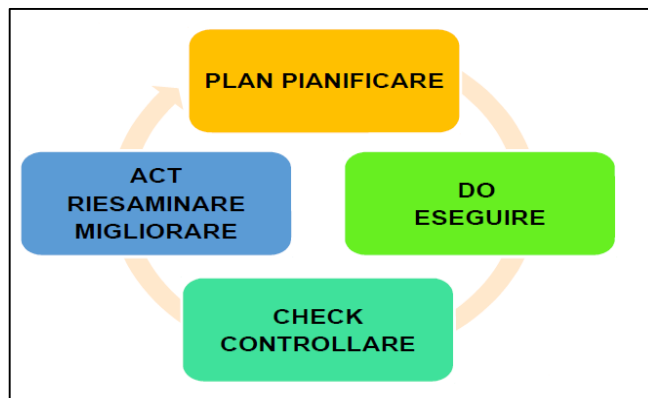 PLAN PIANIFICARE
DO
ESEGUIRE
CHECK
CONTROLLARE
ACT
RIESAMINARE
MIGLIORARE